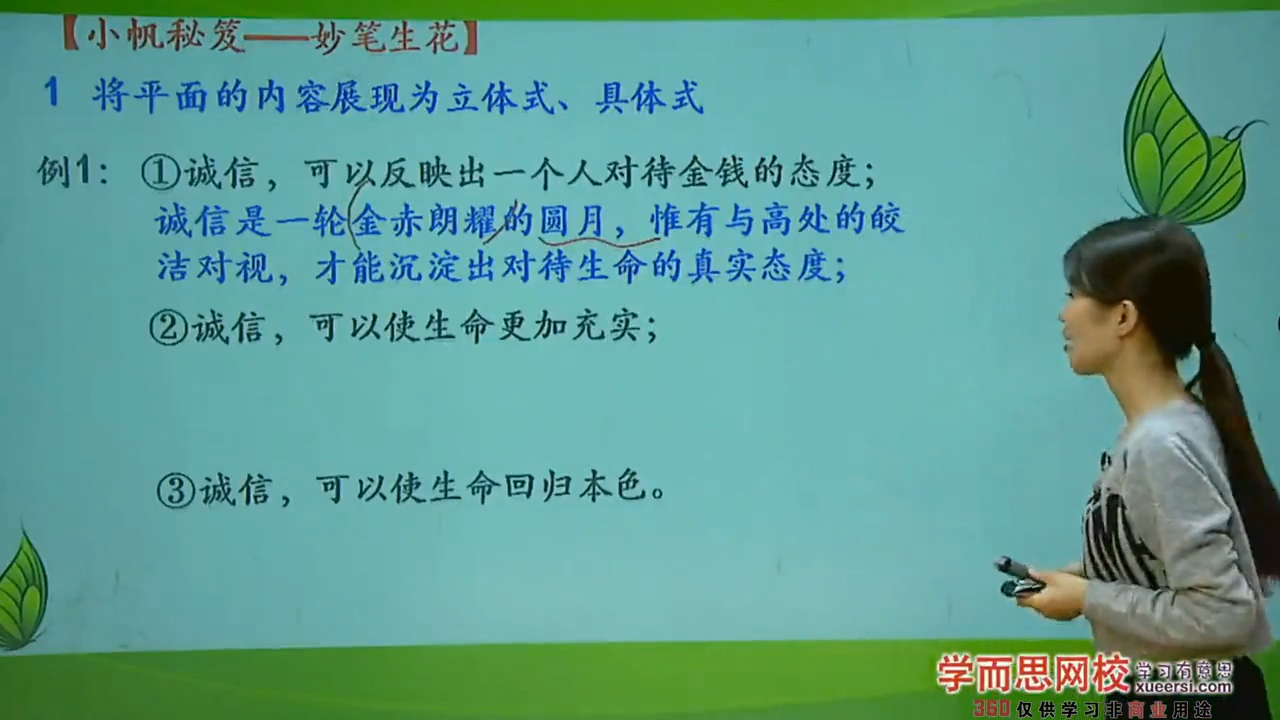 【小帆秘笈——妙笔生花】
1 将平面的内容展现为立体式、具体式
例1：①诚信，可以反映出一个人对待金钱的态度；
诚信是一轮金赤朗耀的圆月，惟有与高处的皎
洁对视，才能沉淀出对待生命的真实态度；
②诚信，可以使生命更加充实；
③诚信，可以使生命回归本色。
学而思网校 学习有意思
xueersi.com
360仅供学习非商业用途